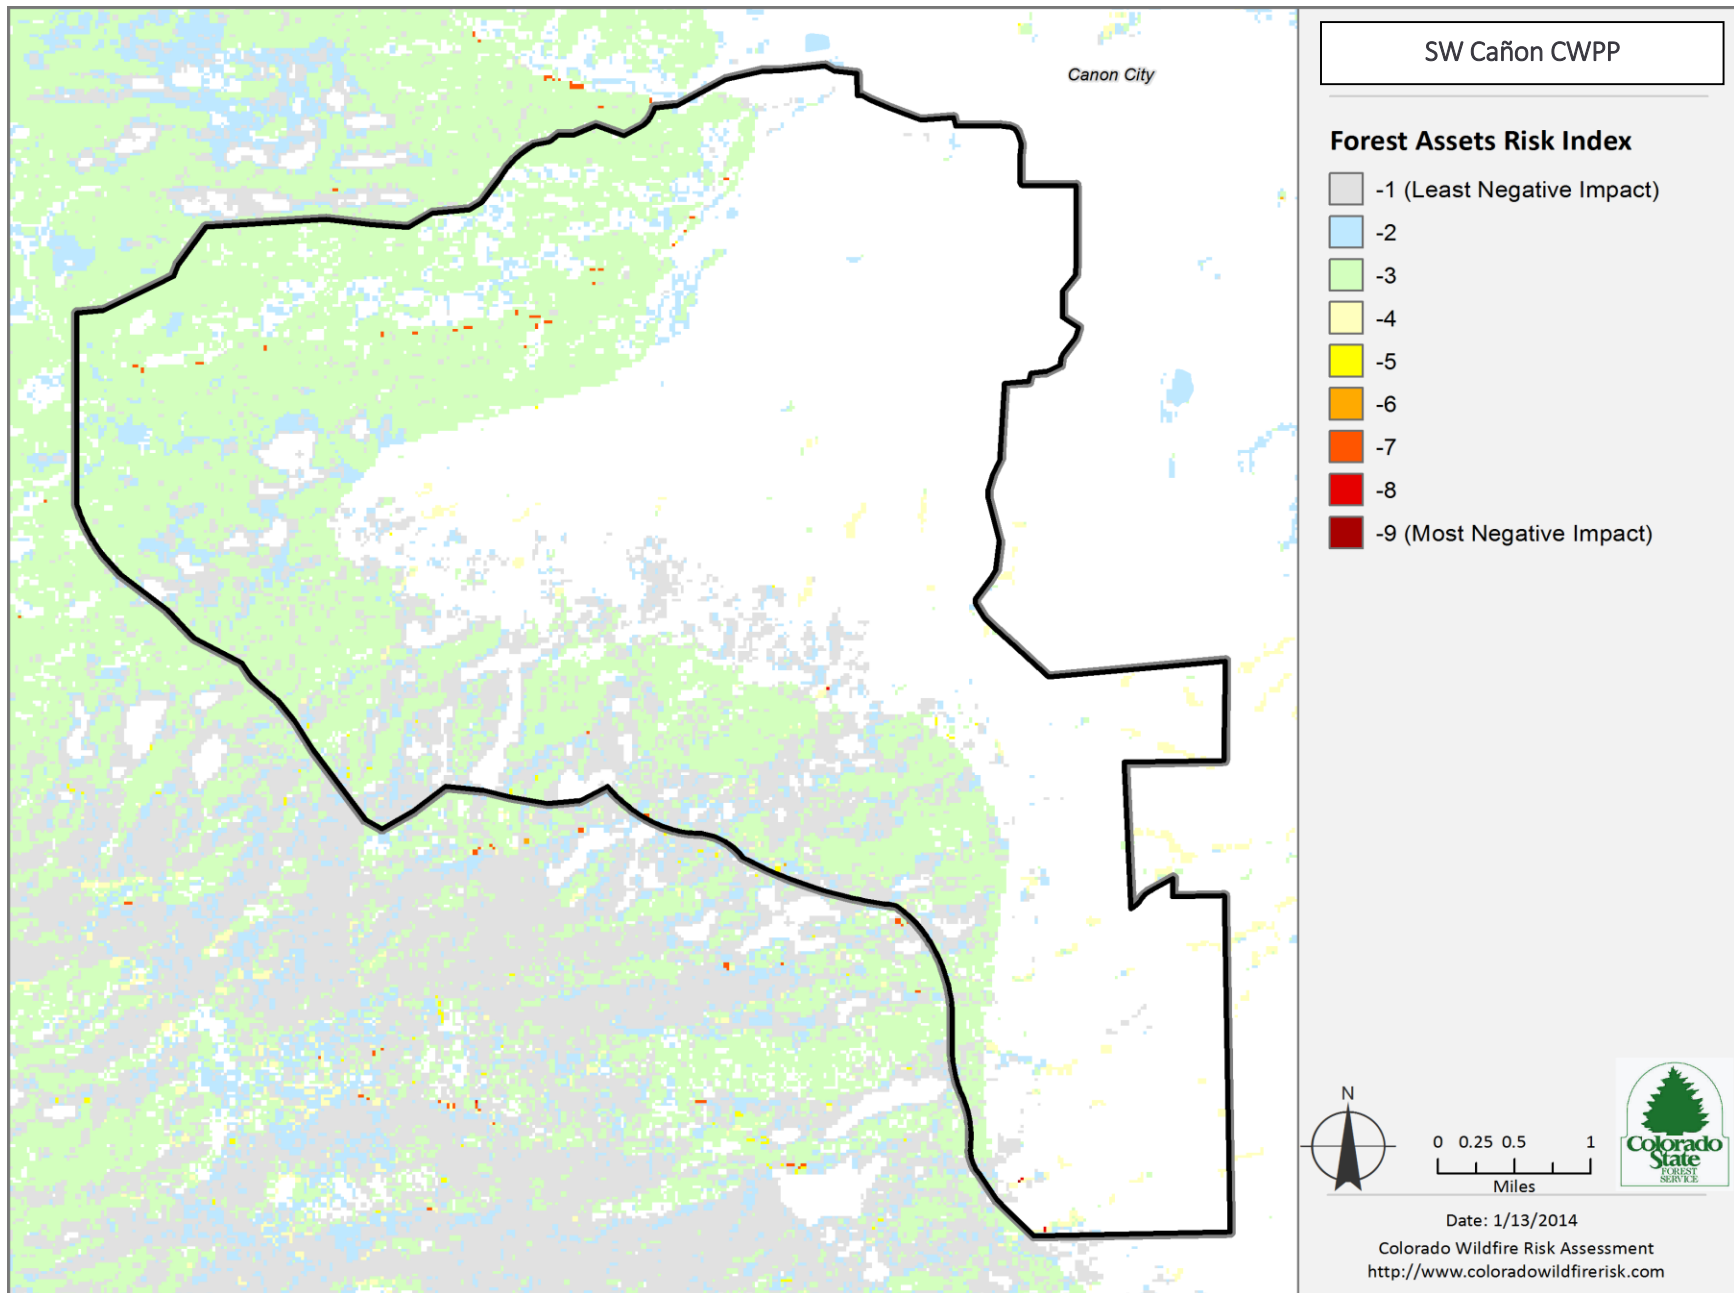 Canon City
SW Cañon CWPP
Forest Assets Risk Index
-1 (Least Negative Impact)
-2
-3
-4
-5
-6
-7
-8
-9 (Most Negative Impact)
N
0 0.25 0.5 1
Miles
Colorado
State
FOREST
SERVICE
Date: 1/13/2014
Colorado Wildfire Risk Assessment
http://www.coloradowildfirerisk.com